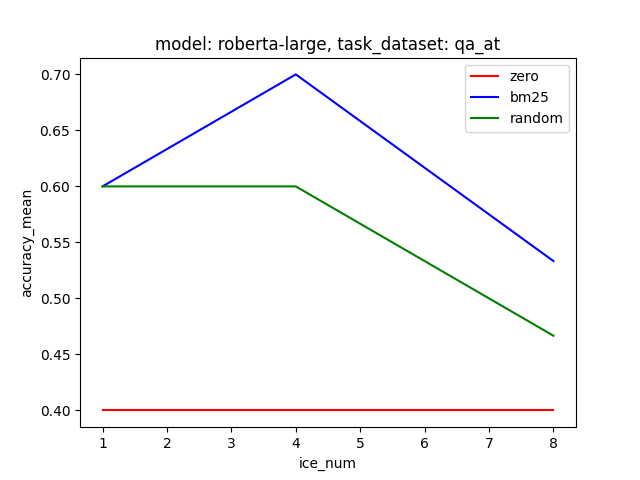 model: roberta-large, task_dataset: qa_at
zero
bm25
random
0.70
0.65
0.60
0.55
0.50
0.45
0.40
accuracy_mean
1 2 3 4 5 6 7 8
ice_num